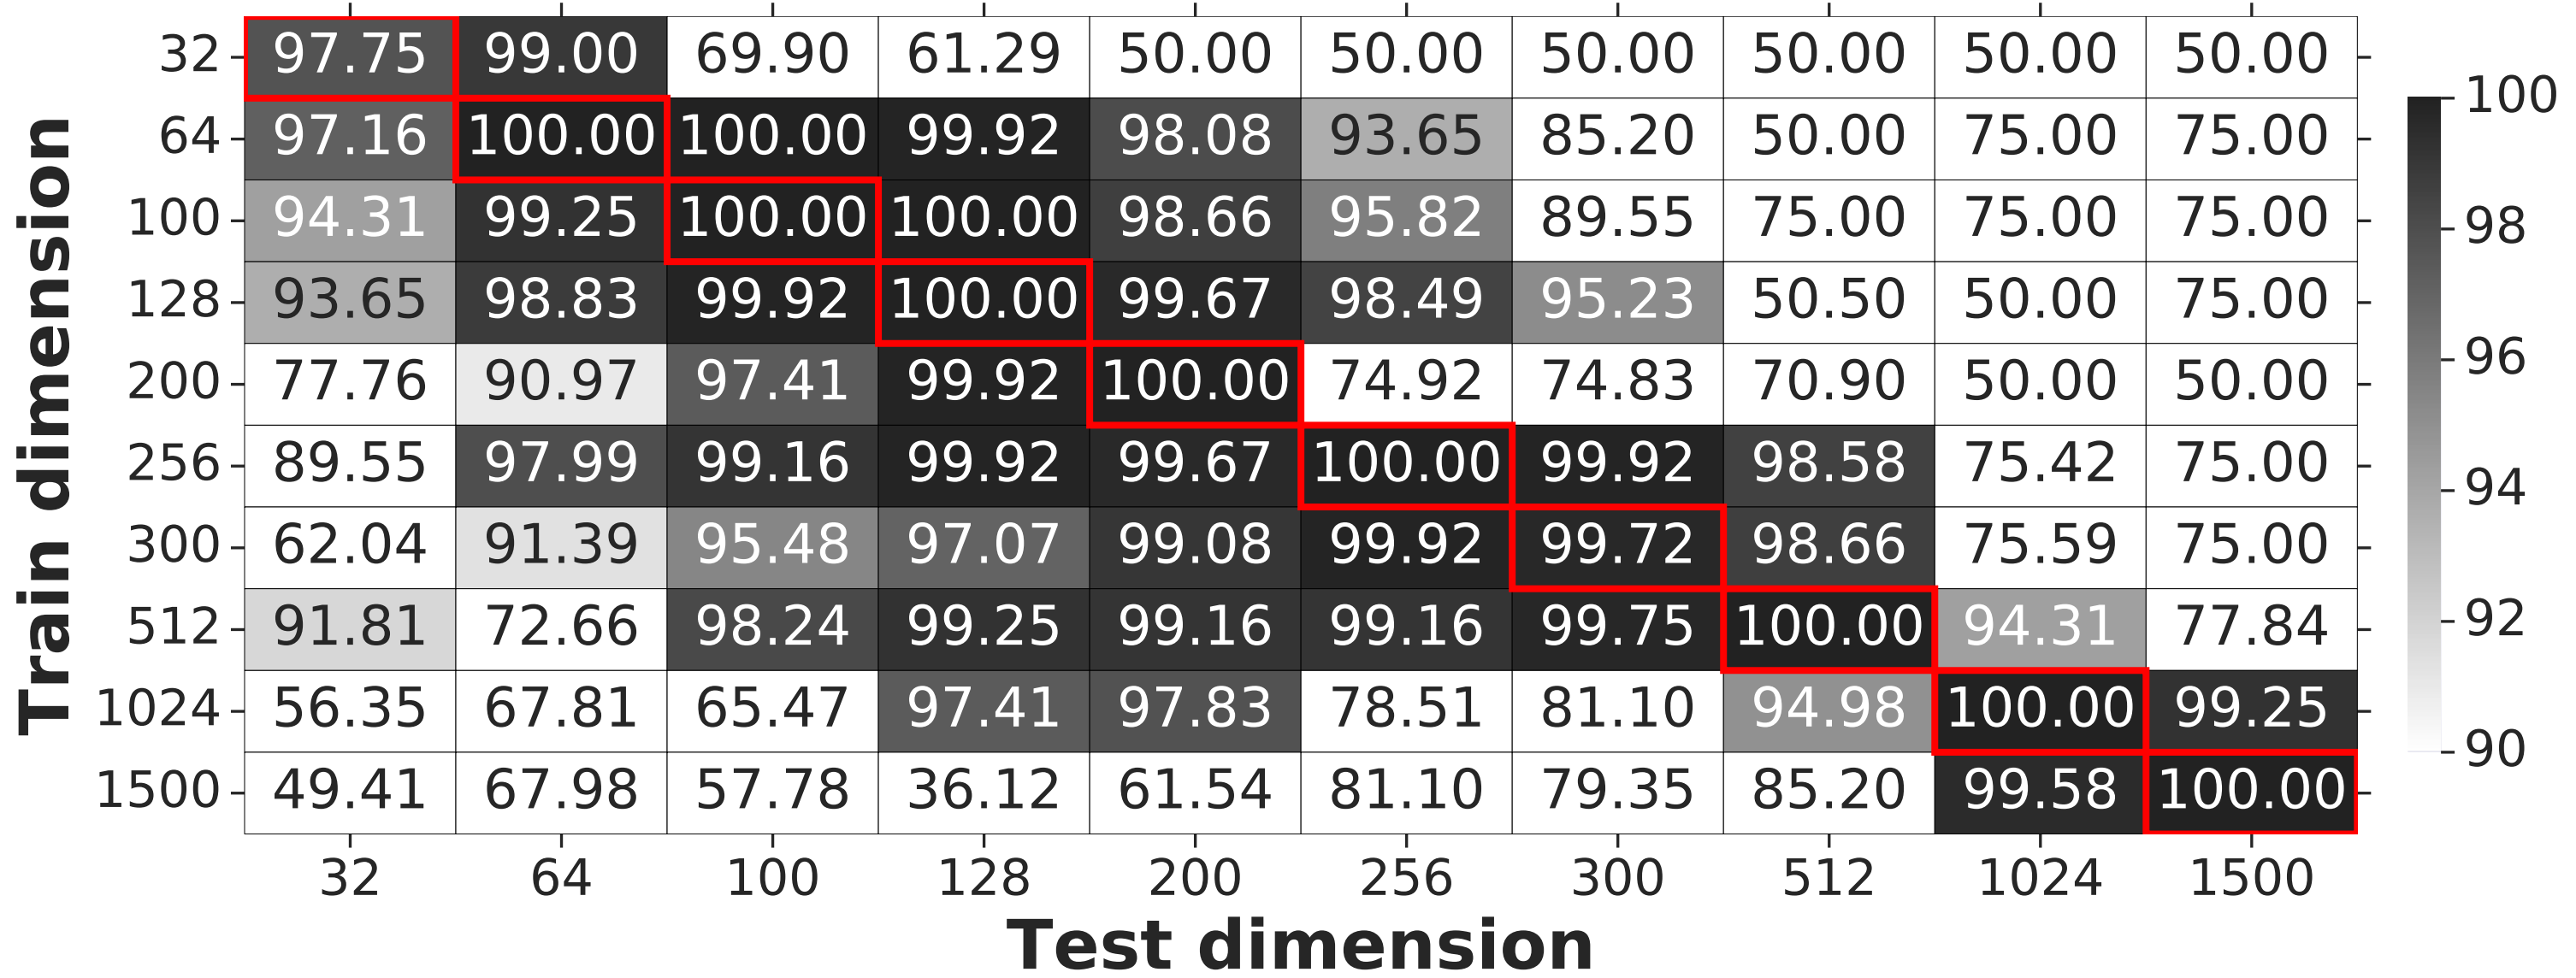 32 97.75 99.00 69.90 61.29 50.00 50.00 50.00 50.00 50.00 50.00
64 97.16 100.00 100.00 99.92 98.08 93.65 85.20 50.00 75.00 75.00
100 94.31 99.25 100.00 100.00 98.66 95.82 89.55 75.00 75.00 75.00
128 93.65 98.83 99.92 100.00 99.67 98.49 95.23 50.50 50.00 75.00
200 77.76 90.97 97.41 99.92 100.00 74.92 74.83 70.90 50.00 50.00
256 89.55 97.99 99.16 99.92 99.67 100.00 99.92 98.58 75.42 75.00
300 62.04 91.39 95.48 97.07 99.08 99.92 99.72 98.66 75.59 75.00
512 91.81 72.66 98.24 99.25 99.16 99.16 99.75 100.00 94.31 77.84
1024 56.35 67.81 65.47 97.41 97.83 78.51 81.10 94.98 100.00 99.25
1500 49.41 67.98 57.78 36.12 61.54 81.10 79.35 85.20 99.58 100.00
32 64 100 128 200 256 300 512 1024 1500
Test dimension
Train dimension
100
98
96
94
92
90